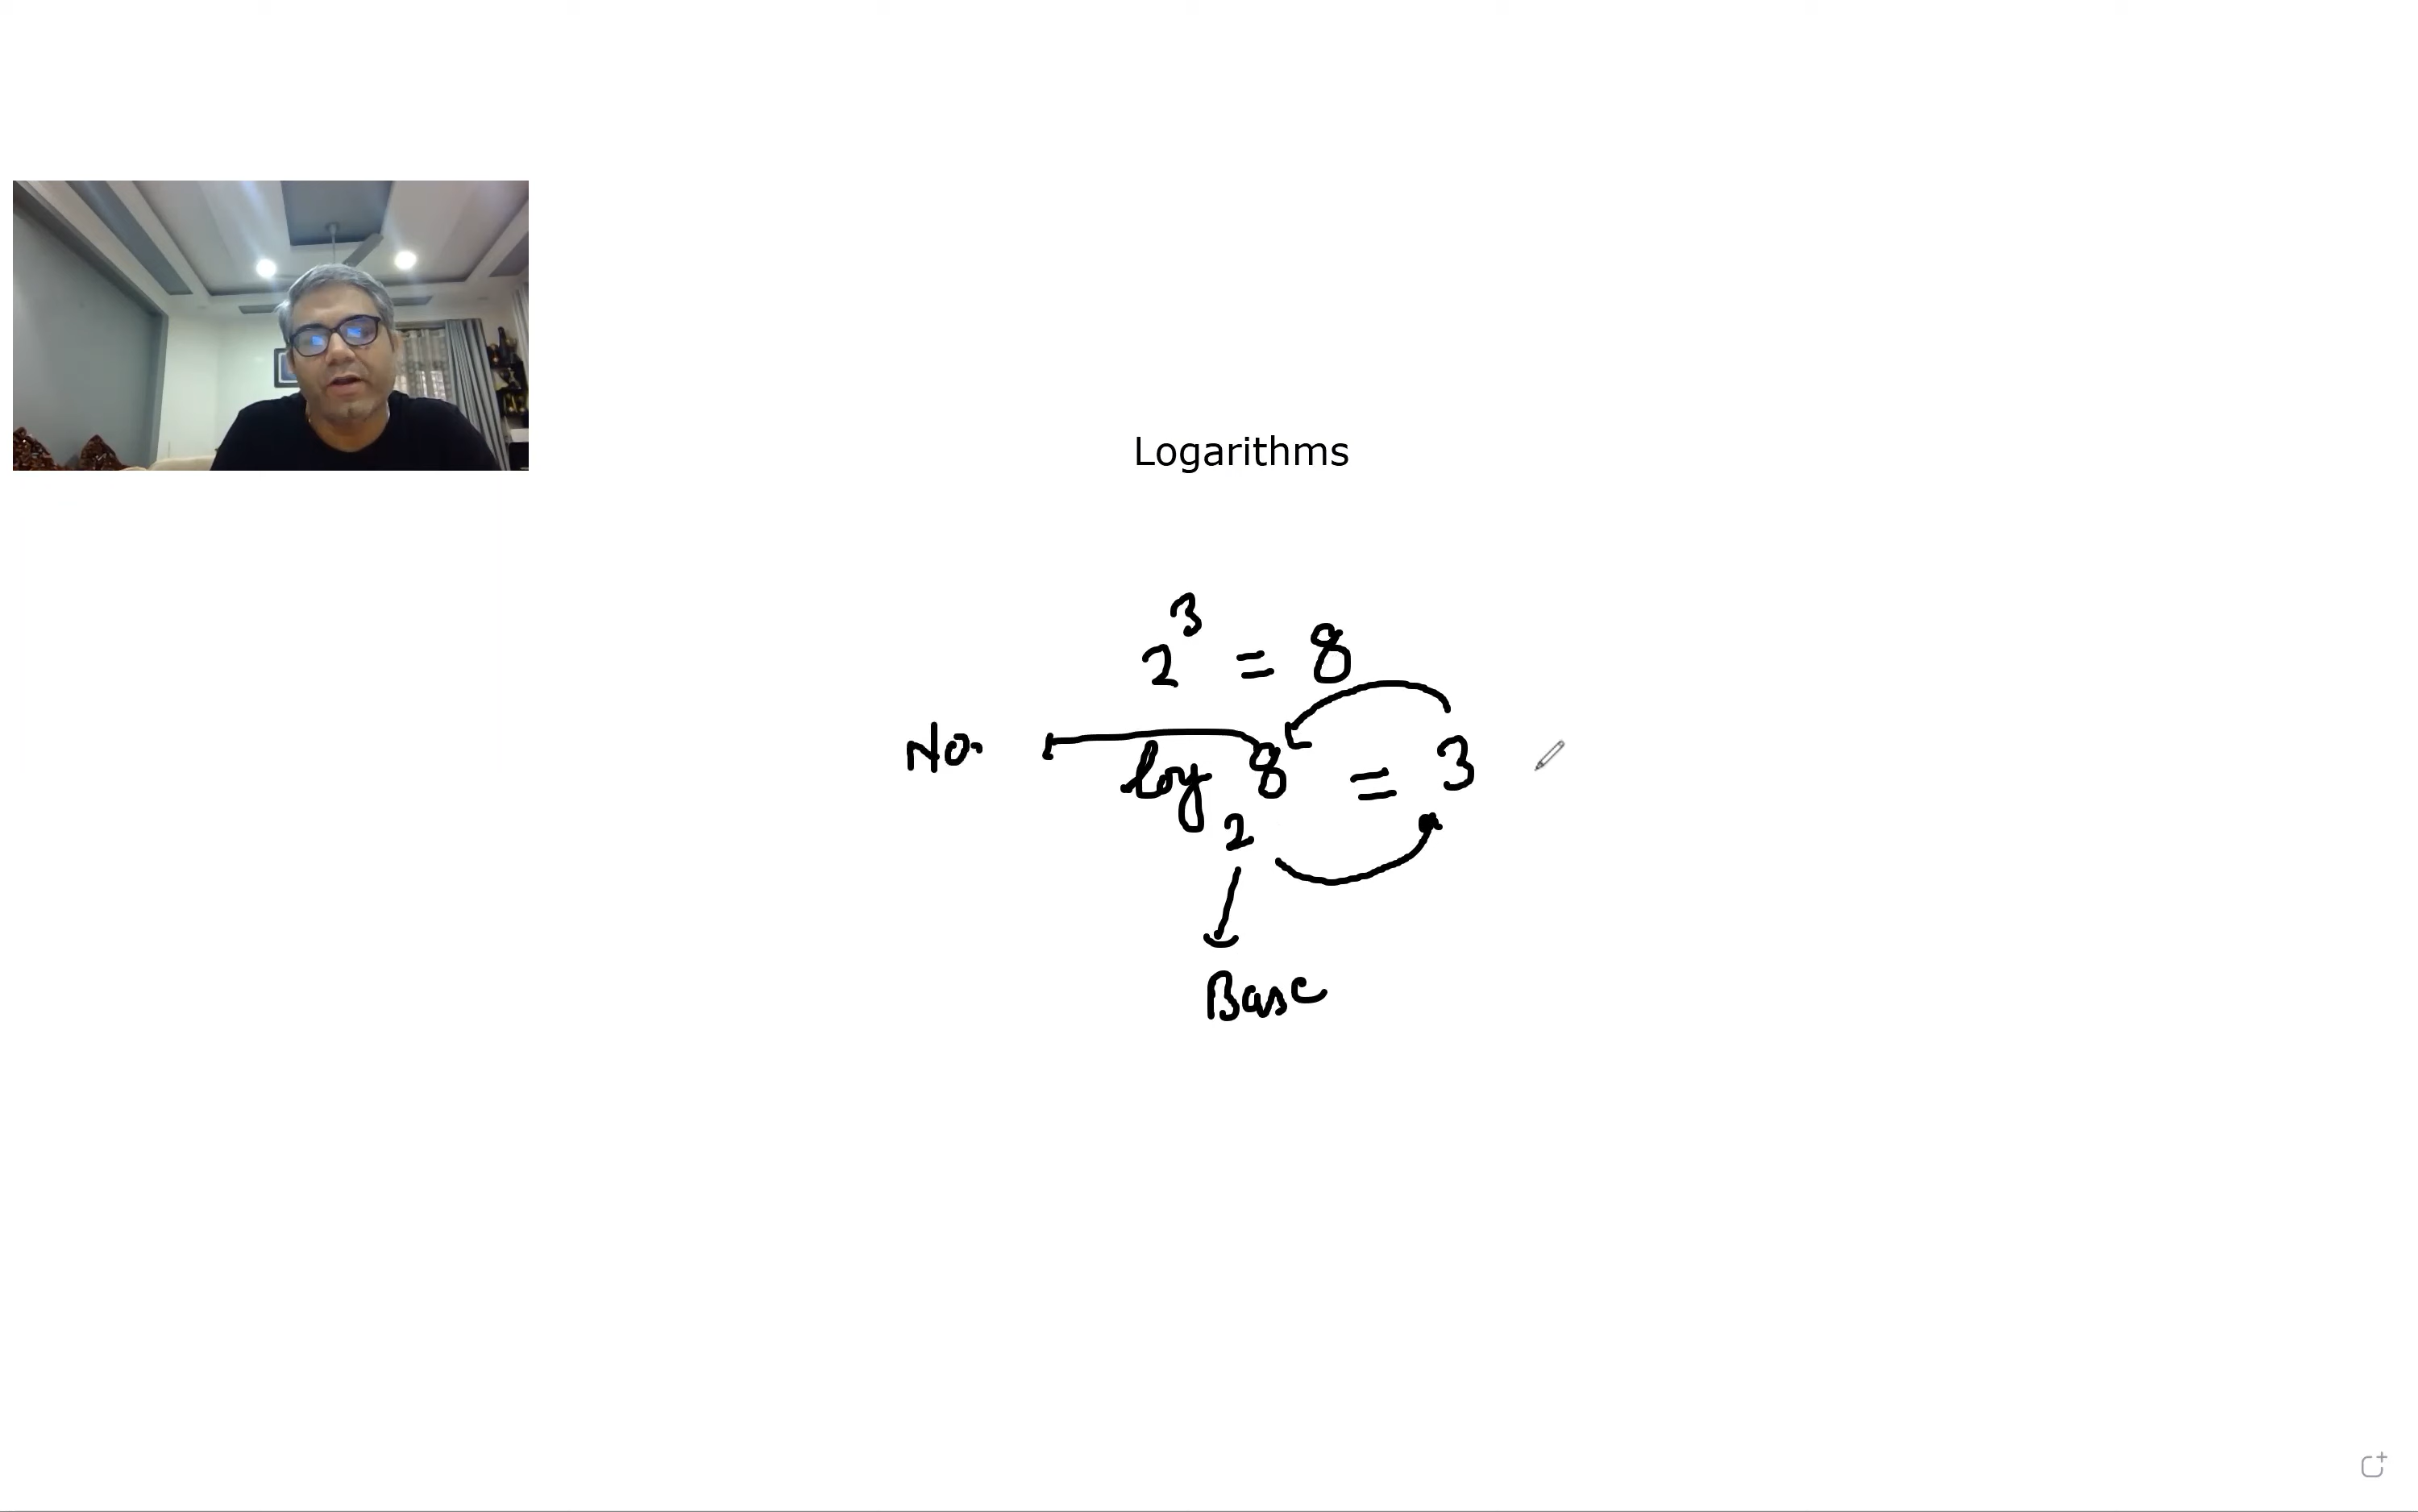 Logarithms
2³ = 8
No. log₂ 8 = 3
Base